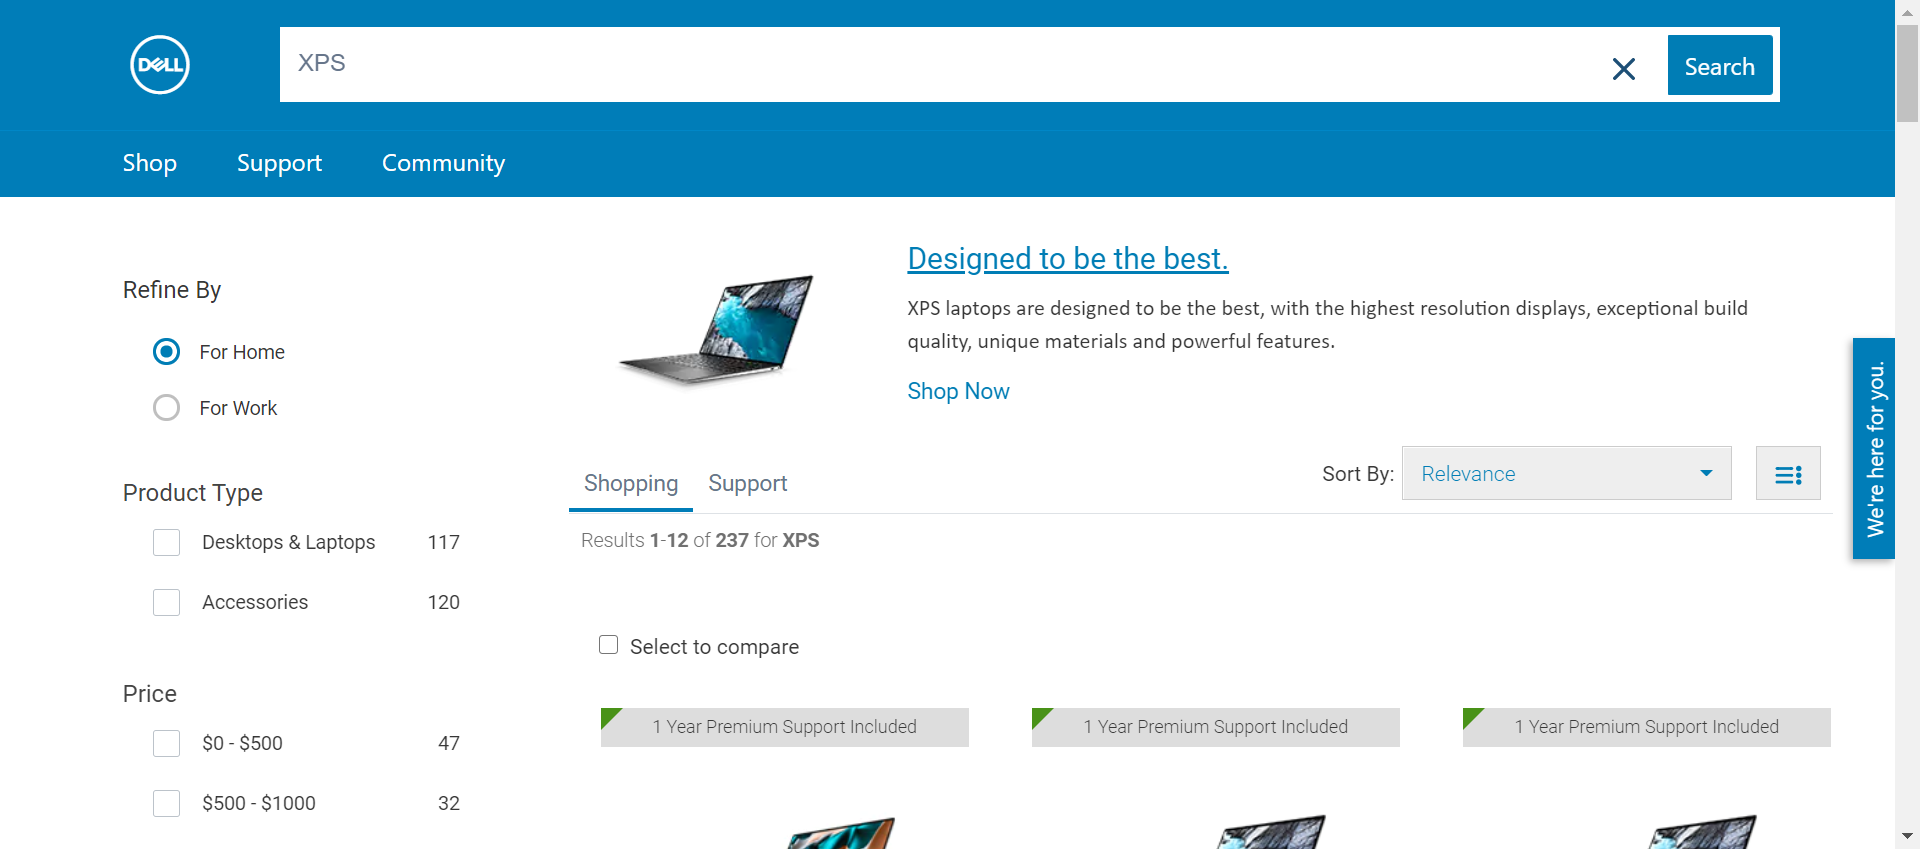 DELL
XPS
Search
Shop
Support
Community
Refine By
For Home
For Work
Product Type
Desktops & Laptops 117
Accessories 120
Price
$0 - $500 47
$500 - $1000 32
Designed to be the best.
XPS laptops are designed to be the best, with the highest resolution displays, exceptional build
quality, unique materials and powerful features.
Shop Now
Shopping
Support
Sort By:
Relevance
Results 1-12 of 237 for XPS
Select to compare
1 Year Premium Support Included
1 Year Premium Support Included
1 Year Premium Support Included
We're here for you.